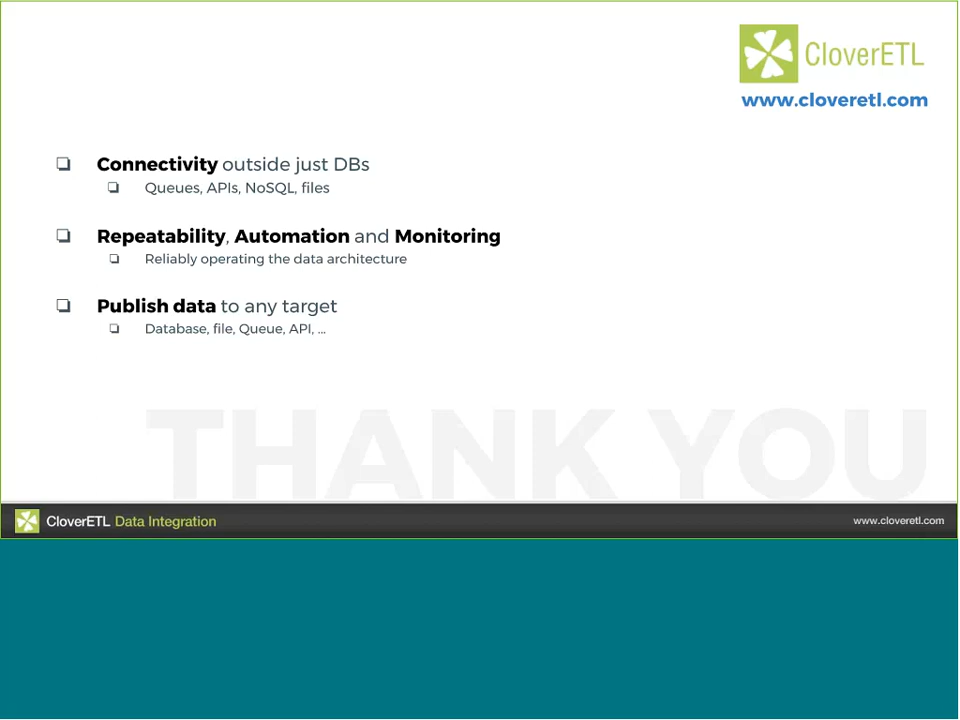 CloverETL
www.cloveretl.com
❏ Connectivity outside just DBs
❏ Queues, APIs, NoSQL, files
❏ Repeatability, Automation and Monitoring
❏ Reliably operating the data architecture
❏ Publish data to any target
❏ Database, file, Queue, API, ...
THANK YOU
CloverETL Data Integration
www.cloveretl.com